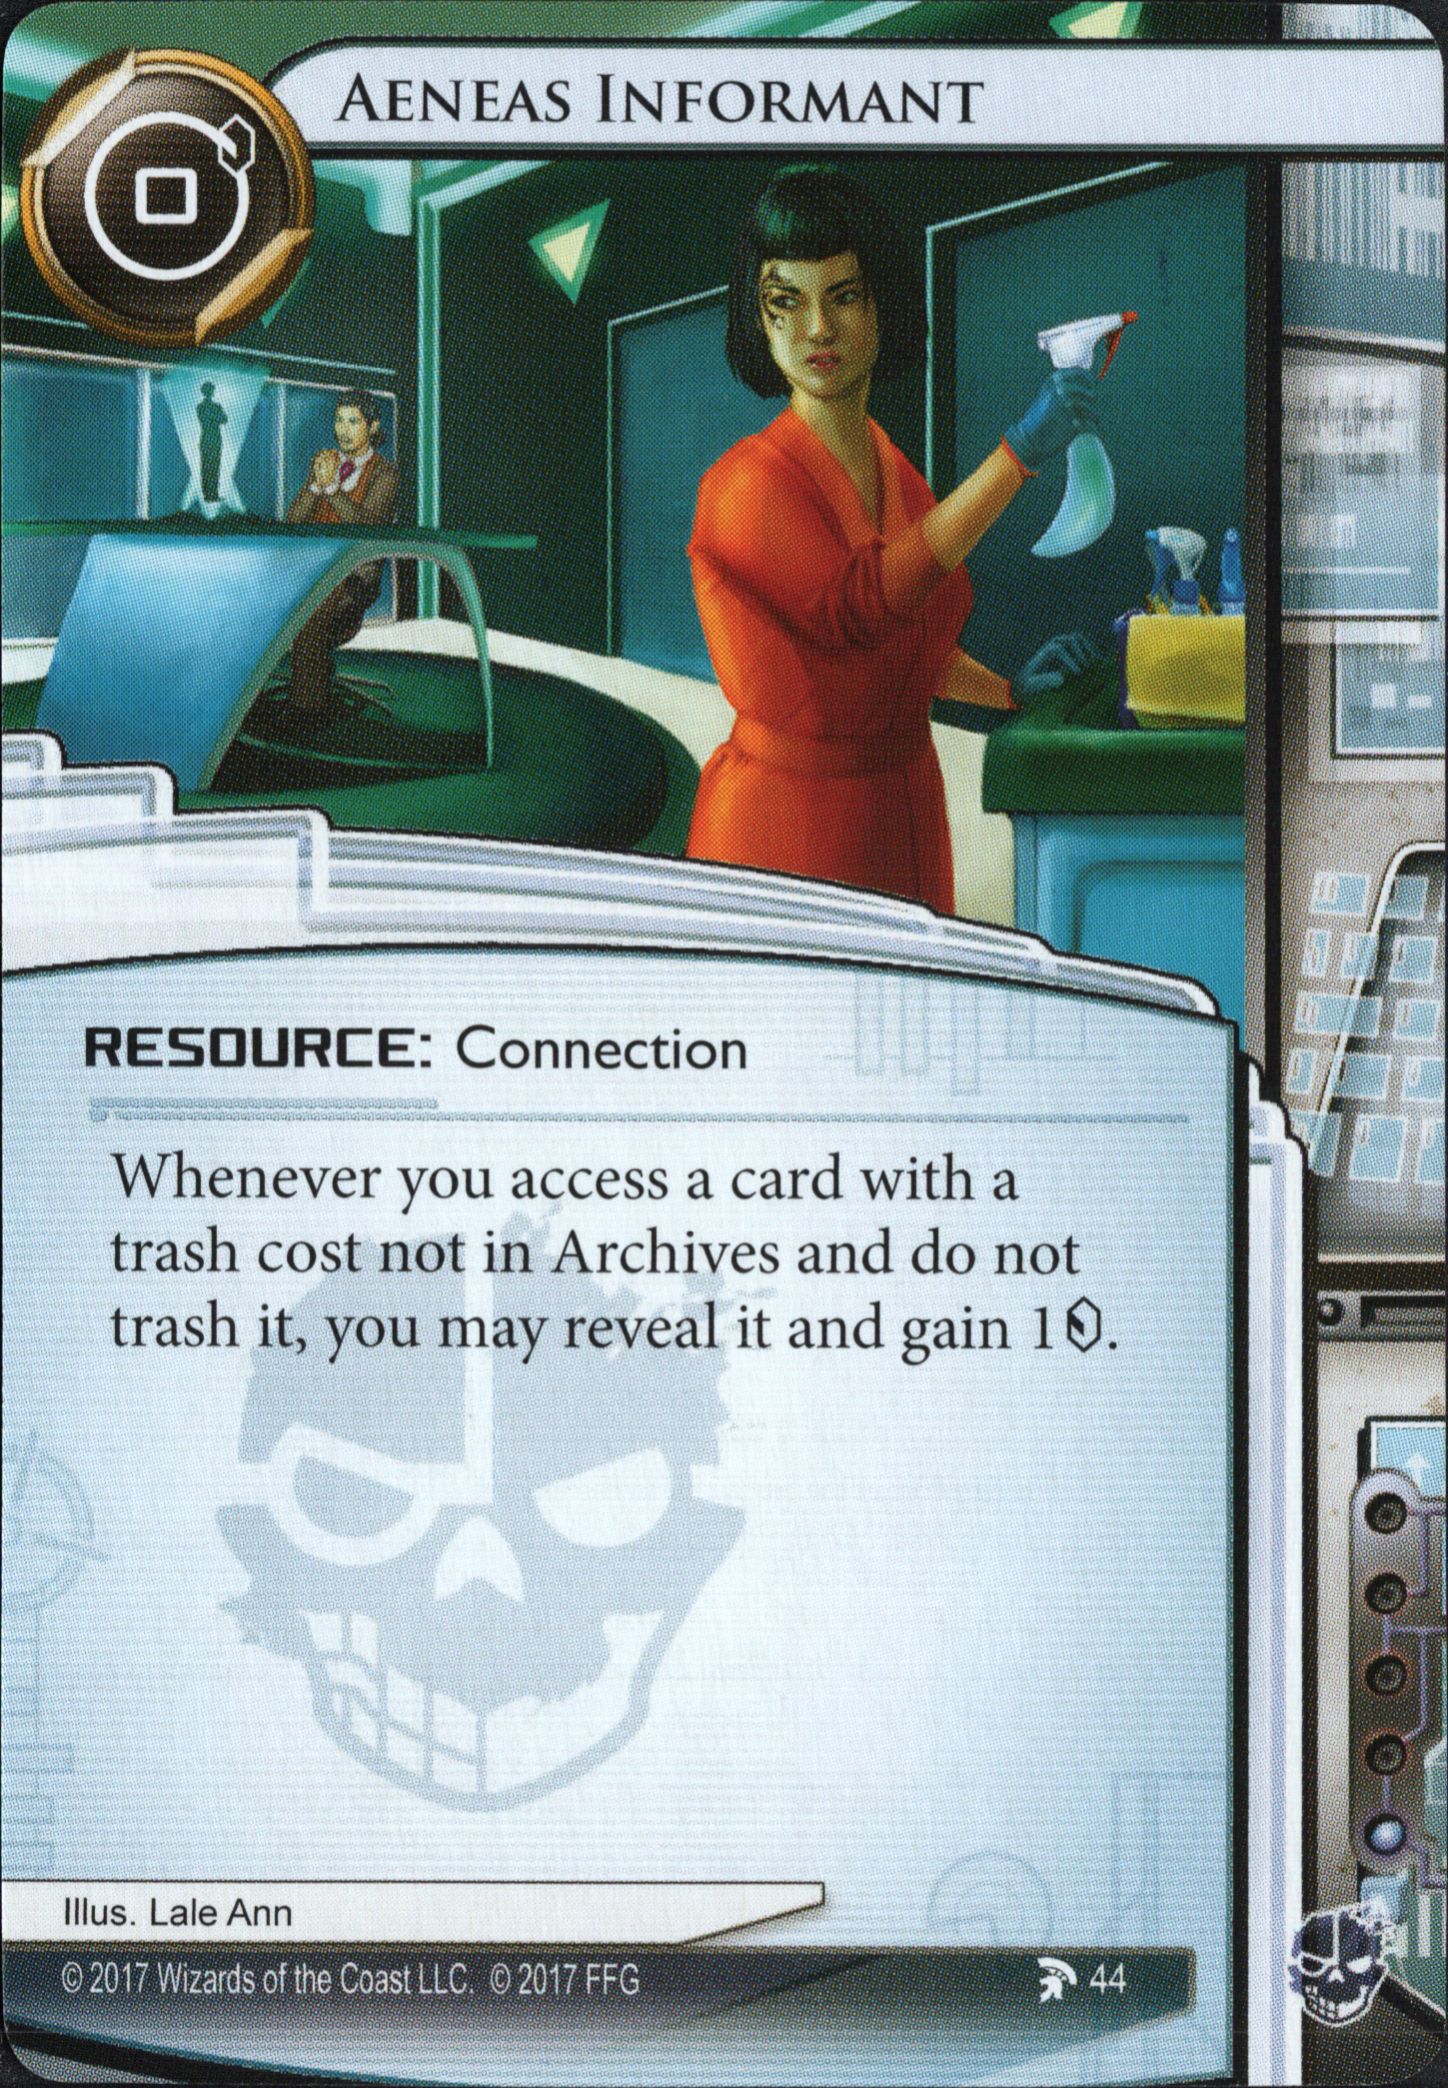 0
Aeneas Informant
RESOURCE: Connection
Whenever you access a card with a
trash cost not in Archives and do not
trash it, you may reveal it and gain 1.
Illus. Lale Ann
© 2017 Wizards of the Coast LLC. © 2017 FFG
44